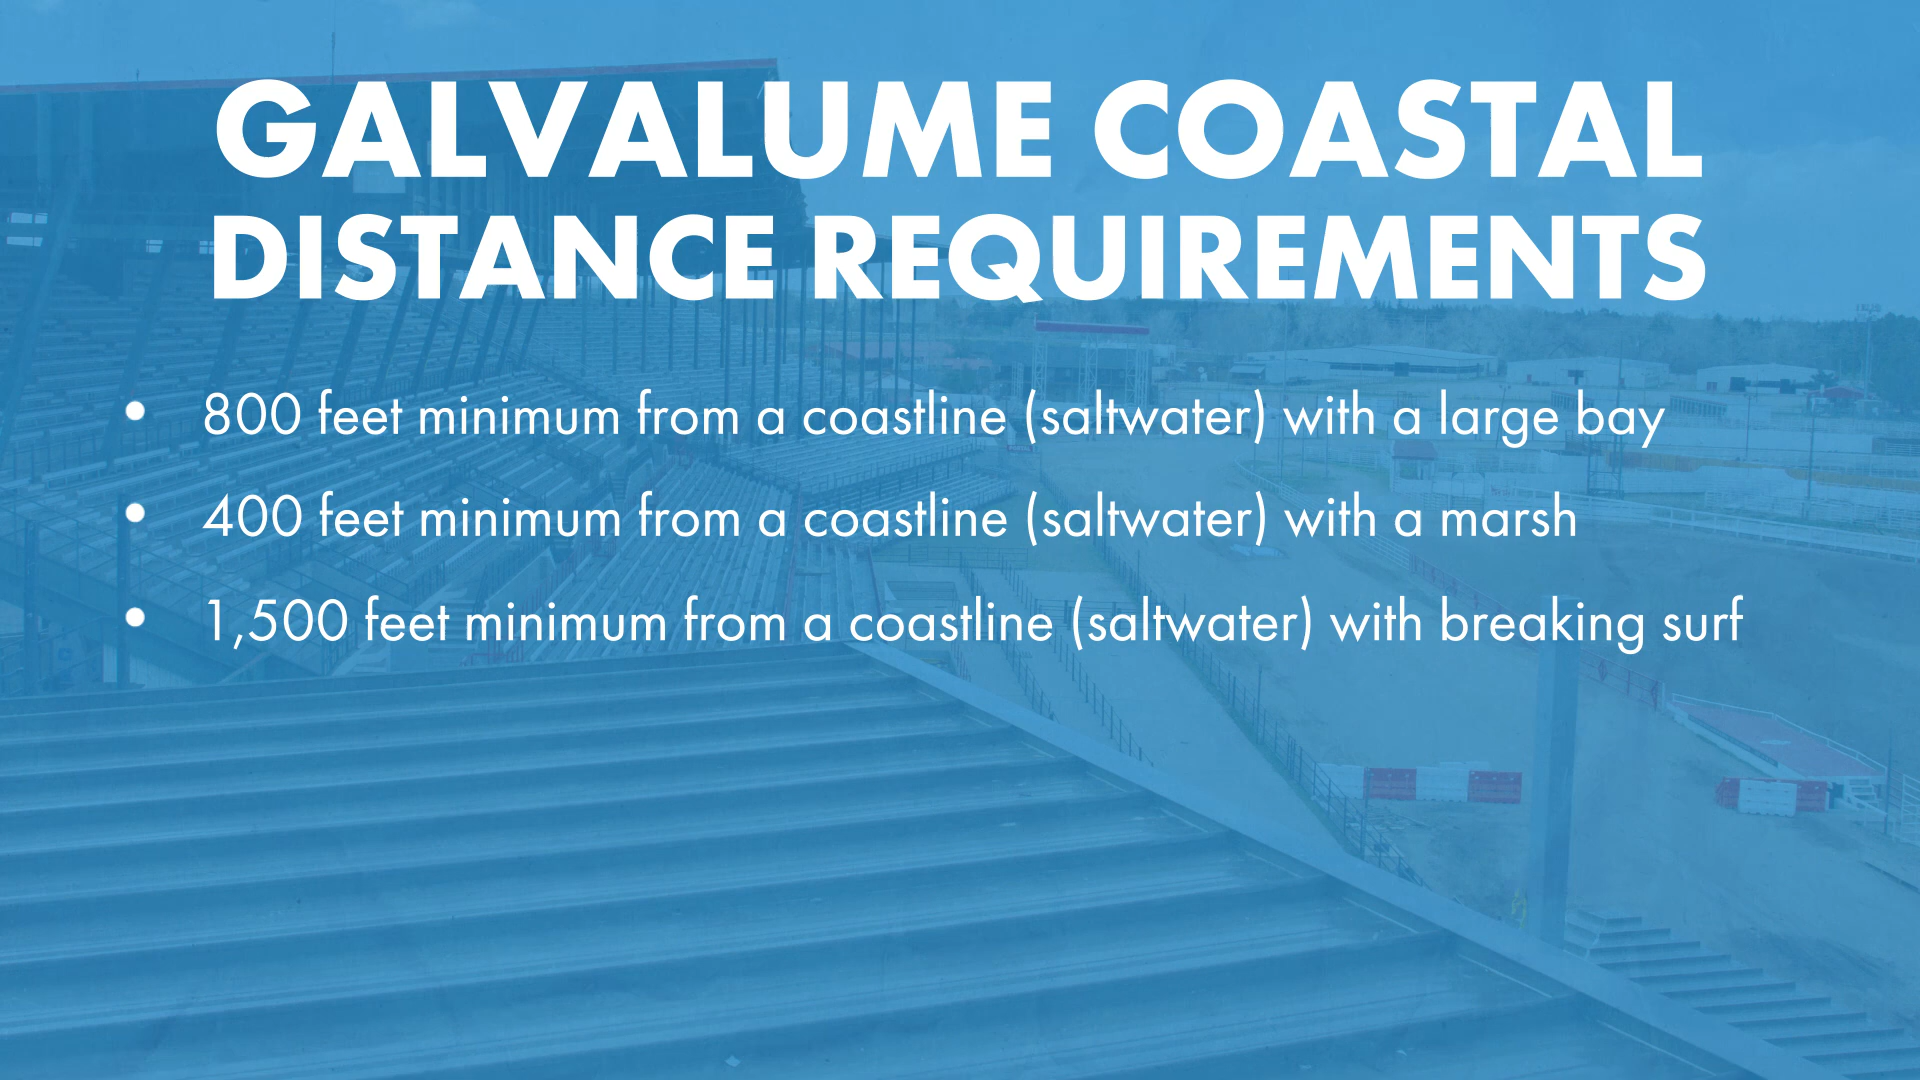 GALVALUME COASTAL
DISTANCE REQUIREMENTS
• 800 feet minimum from a coastline (saltwater) with a large bay
• 400 feet minimum from a coastline (saltwater) with a marsh
• 1,500 feet minimum from a coastline (saltwater) with breaking surf